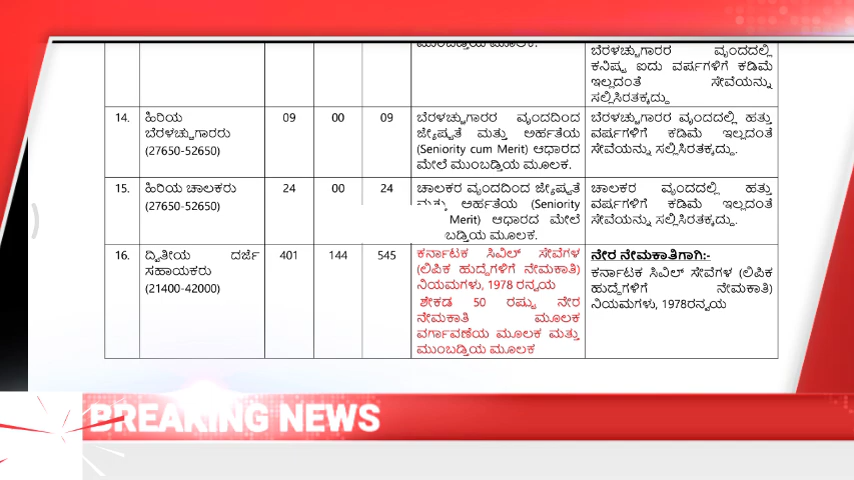 ಬೆರಳಚ್ಚುಗಾರರ ವೃಂದದಲ್ಲಿ
ಕನಿಷ್ಠ ಐದು ವರ್ಷಗಳಿಗೆ ಕಡಿಮೆ
ಇಲ್ಲದಂತೆ ಸೇವೆಯನ್ನು
ಸಲ್ಲಿಸಿರತಕ್ಕದ್ದು
14. ಹಿರಿಯ 09 00 09 ಬೆರಳಚ್ಚುಗಾರರ ವೃಂದದಿಂದ ಬೆರಳಚ್ಚುಗಾರರ ವೃಂದದಲ್ಲಿ ಹತ್ತು
ಬೆರಳಚ್ಚುಗಾರರು ಜ್ಯೇಷ್ಠತೆ ಮತ್ತು ಅರ್ಹತೆಯ ವರ್ಷಗಳಿಗೆ ಕಡಿಮೆ ಇಲ್ಲದಂತೆ
(27650-52650) (Seniority cum Merit) ಆಧಾರದ ಸೇವೆಯನ್ನು ಸಲ್ಲಿಸಿರತಕ್ಕದ್ದು.
ಮೇಲೆ ಮುಂಬಡ್ತಿಯ ಮೂಲಕ.
15. ಹಿರಿಯ ಚಾಲಕರು 24 00 24 ಚಾಲಕರ ವೃಂದದಿಂದ ಜ್ಯೇಷ್ಠತೆ ಚಾಲಕರ ವೃಂದದಲ್ಲಿ ಹತ್ತು
(27650-52650) ಅರ್ಹತೆಯ (Seniority ವರ್ಷಗಳಿಗೆ ಕಡಿಮೆ ಇಲ್ಲದಂತೆ
Merit) ಆಧಾರದ ಮೇಲೆ ಸೇವೆಯನ್ನು ಸಲ್ಲಿಸಿರತಕ್ಕದ್ದು.
ಬಡ್ತಿಯ ಮೂಲಕ.
16. ದ್ವಿತೀಯ ದರ್ಜೆ 401 144 545 ಕರ್ನಾಟಕ ಸಿವಿಲ್ ಸೇವೆಗಳ ನೇರ ನೇಮಕಾತಿಗಾಗಿ:-
ಸಹಾಯಕರು (ಲಿಪಿಕ ಹುದ್ದೆಗಳಿಗೆ ನೇಮಕಾತಿ) ಕರ್ನಾಟಕ ಸಿವಿಲ್ ಸೇವೆಗಳ (ಲಿಪಿಕ
(21400-42000) ನಿಯಮಗಳು, 1978 ರನ್ವಯ ಹುದ್ದೆಗಳಿಗೆ ನೇಮಕಾತಿ)
ಶೇಕಡ 50 ರಷ್ಟು ನೇರ ನಿಯಮಗಳು, 1978ರನ್ವಯ
ನೇಮಕಾತಿ ಮೂಲಕ
ವರ್ಗಾವಣೆಯ ಮೂಲಕ ಮತ್ತು
ಮುಂಬಡ್ತಿಯ ಮೂಲಕ
BREAKING NEWS